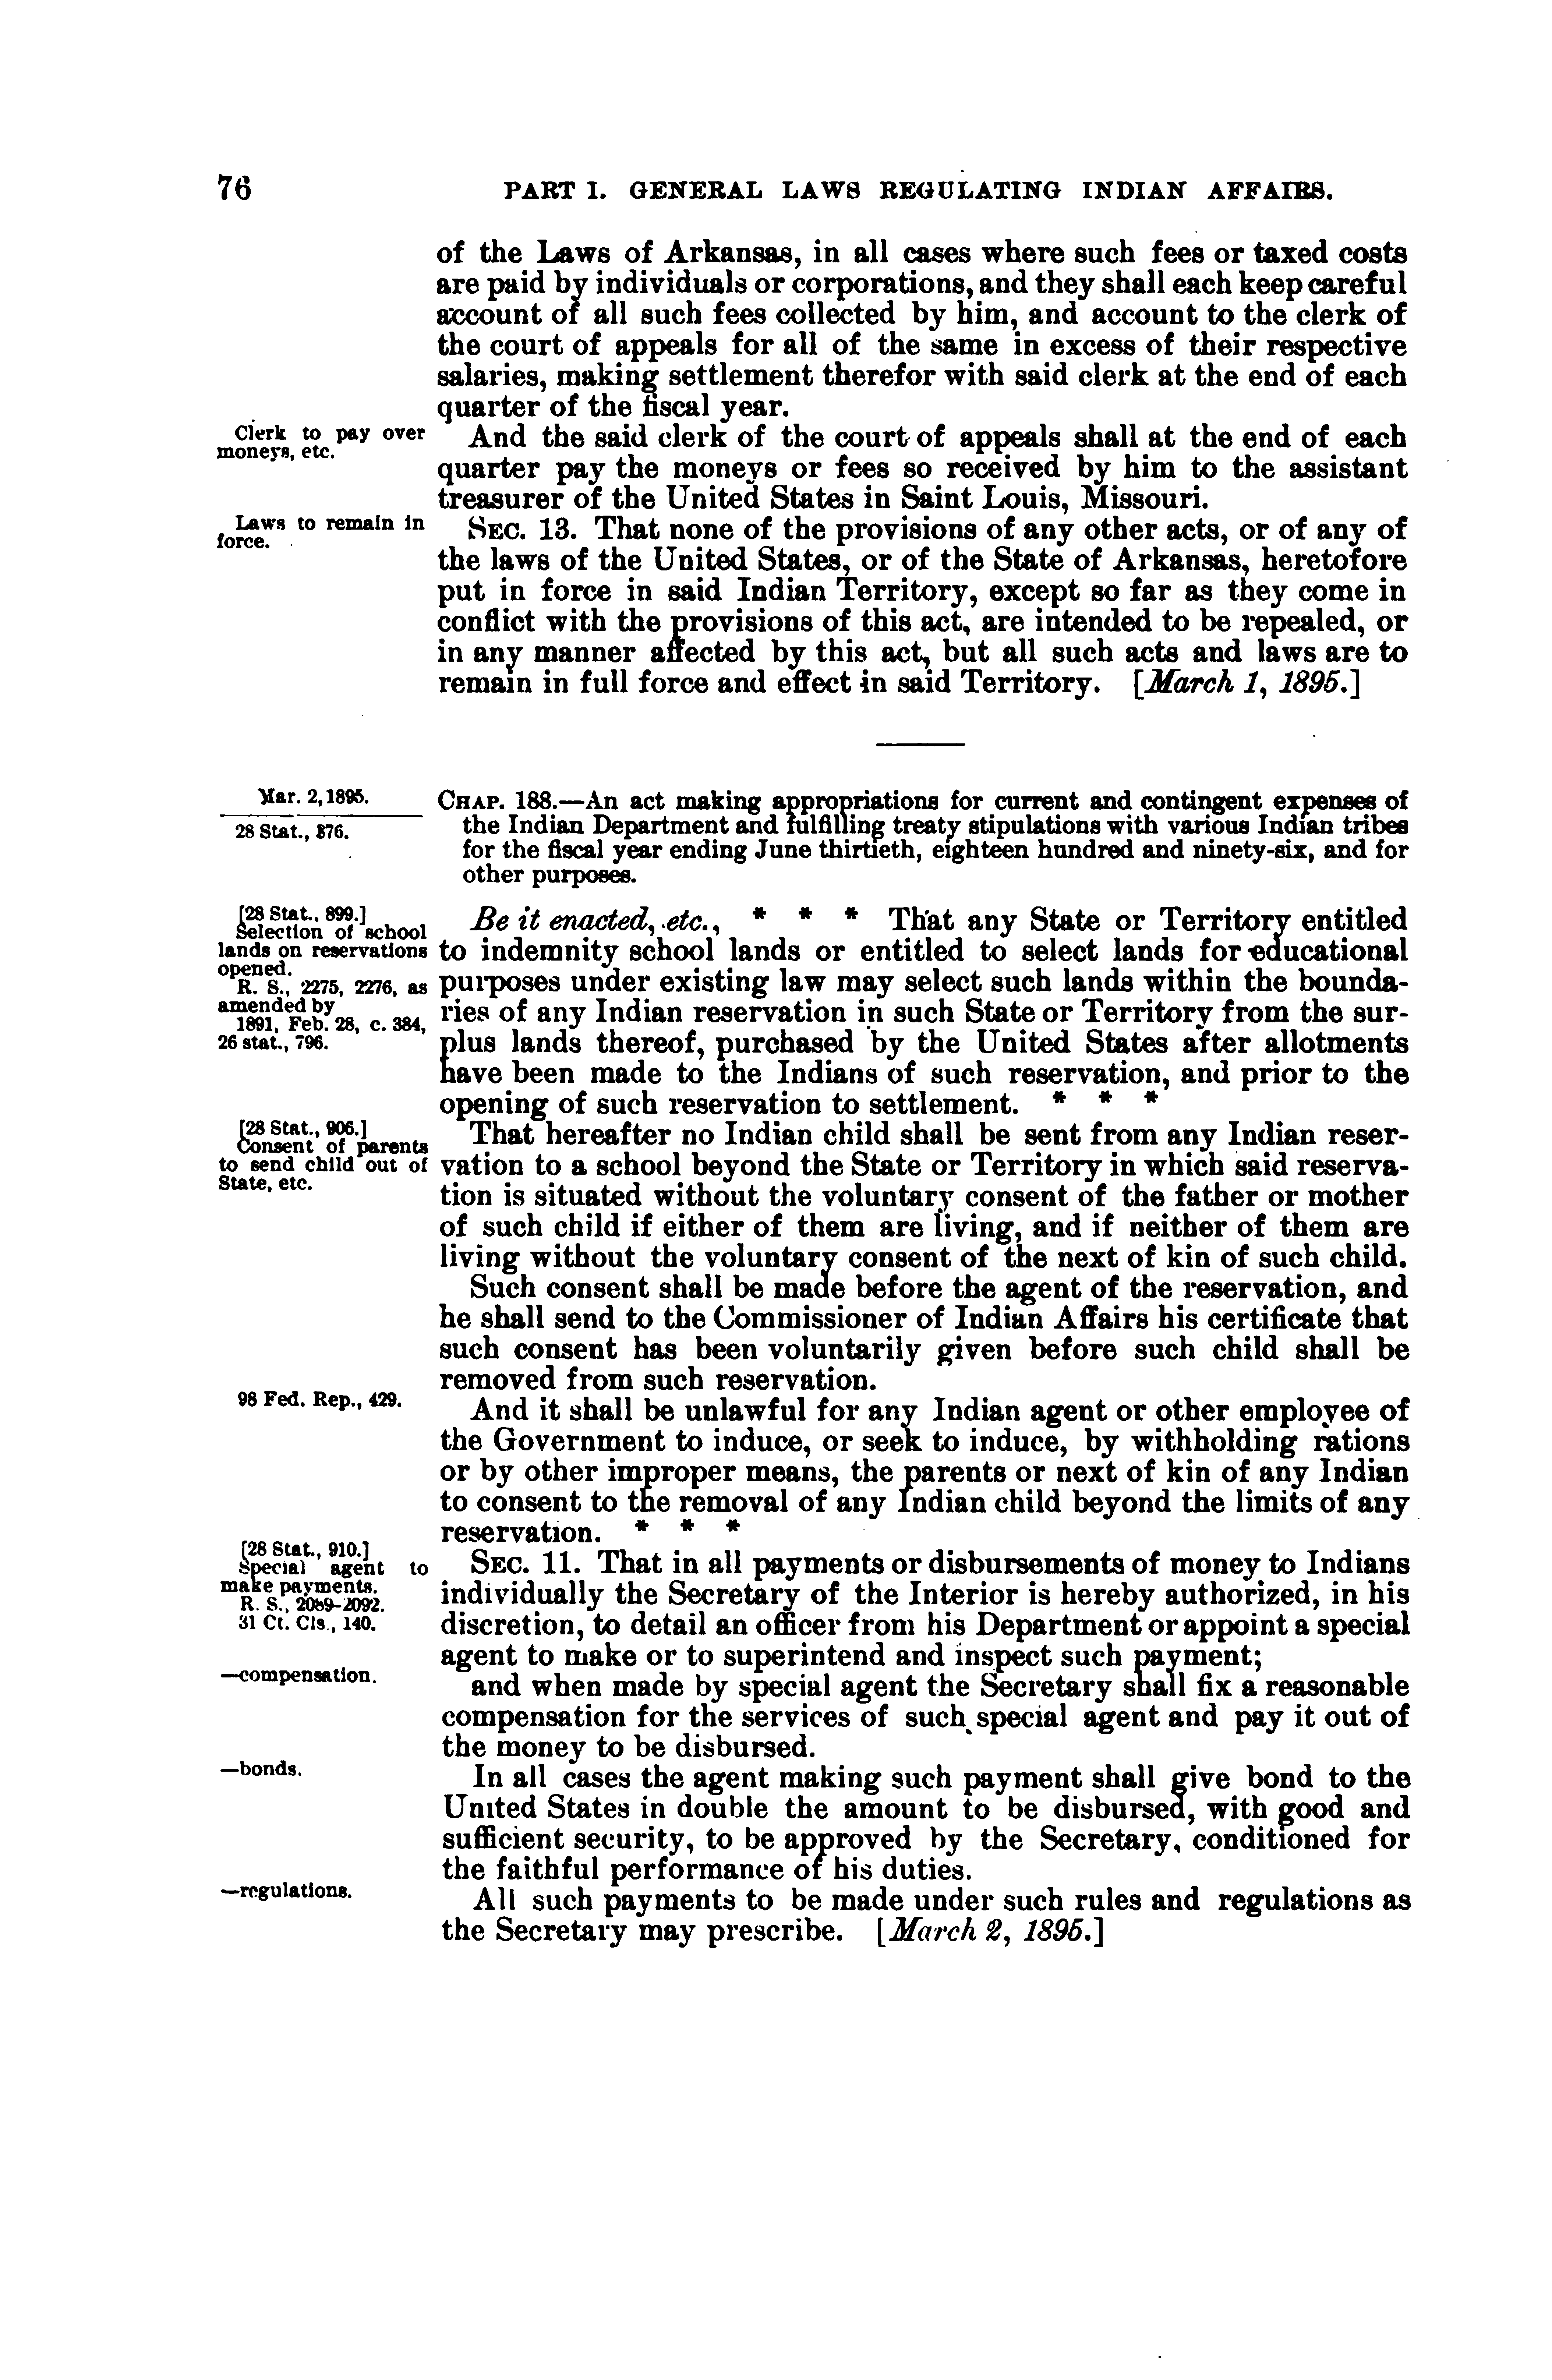 76
PART I. GENERAL LAWS REGULATING INDIAN AFFAIRS.
of the Laws of Arkansas, in all cases where such fees or taxed costs
are paid by individuals or corporations, and they shall each keep careful
account of all such fees collected by him, and account to the clerk of
the court of appeals for all of the same in excess of their respective
salaries, making settlement therefor with said clerk at the end of each
quarter of the fiscal year.
Clerk to pay over
moneys, etc.
And the said clerk of the court of appeals shall at the end of each
quarter pay the moneys or fees so received by him to the assistant
treasurer of the United States in Saint Louis, Missouri.
Laws to remain in
force.
SEC. 13. That none of the provisions of any other acts, or of any of
the laws of the United States, or of the State of Arkansas, heretofore
put in force in said Indian Territory, except so far as they come in
conflict with the provisions of this act, are intended to be repealed, or
in any manner affected by this act, but all such acts and laws are to
remain in full force and effect in said Territory. [March 1, 1895.]
Mar. 2, 1895.
28 Stat., 876.
CHAP. 188.—An act making appropriations for current and contingent expenses of
the Indian Department and fulfilling treaty stipulations with various Indian tribes
for the fiscal year ending June thirtieth, eighteen hundred and ninety-six, and for
other purposes.
[28 Stat., 899.]
Selection of school
lands on reservations
opened.
R. S., 2275, 2276, as
amended by
1891, Feb. 28, c. 384,
26 stat., 796.
Be it enacted, etc., * * * That any State or Territory entitled
to indemnity school lands or entitled to select lands for educational
purposes under existing law may select such lands within the bounda-
ries of any Indian reservation in such State or Territory from the sur-
plus lands thereof, purchased by the United States after allotments
have been made to the Indians of such reservation, and prior to the
opening of such reservation to settlement. * * *
[28 Stat., 906.]
Consent of parents
to send child out of
State, etc.
That hereafter no Indian child shall be sent from any Indian reser-
vation to a school beyond the State or Territory in which said reserva-
tion is situated without the voluntary consent of the father or mother
of such child if either of them are living, and if neither of them are
living without the voluntary consent of the next of kin of such child.
Such consent shall be made before the agent of the reservation, and
he shall send to the Commissioner of Indian Affairs his certificate that
such consent has been voluntarily given before such child shall be
removed from such reservation.
98 Fed. Rep., 429.
And it shall be unlawful for any Indian agent or other employee of
the Government to induce, or seek to induce, by withholding rations
or by other improper means, the parents or next of kin of any Indian
to consent to the removal of any Indian child beyond the limits of any
reservation. * * *
[28 Stat., 910.]
Special agent to
make payments.
R. S., 2089-2092.
31 Ct. Cls., 140.
SEC. 11. That in all payments or disbursements of money to Indians
individually the Secretary of the Interior is hereby authorized, in his
discretion, to detail an officer from his Department or appoint a special
agent to make or to superintend and inspect such payment;
—compensation.
and when made by special agent the Secretary shall fix a reasonable
compensation for the services of such special agent and pay it out of
the money to be disbursed.
—bonds.
In all cases the agent making such payment shall give bond to the
United States in double the amount to be disbursed, with good and
sufficient security, to be approved by the Secretary, conditioned for
the faithful performance of his duties.
—regulations.
All such payments to be made under such rules and regulations as
the Secretary may prescribe. [March 2, 1895.]